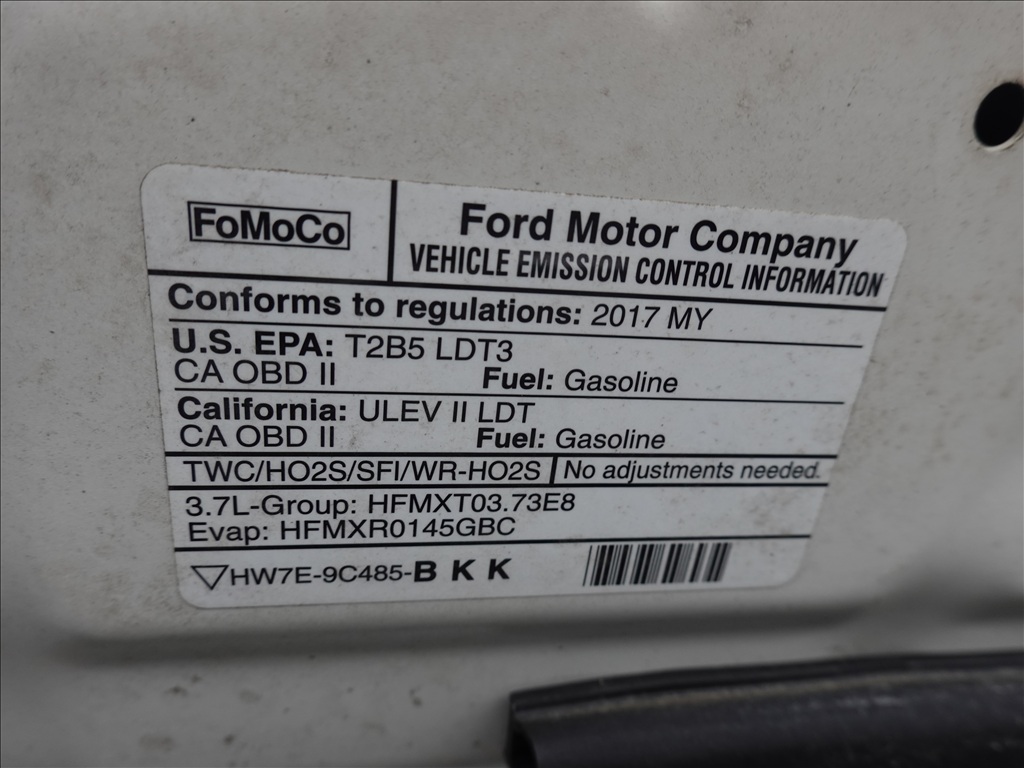 FoMoCo
Ford Motor Company
VEHICLE EMISSION CONTROL INFORMATION
Conforms to regulations: 2017 MY
U.S. EPA: T2B5 LDT3
CA OBD II Fuel: Gasoline
California: ULEV II LDT
CA OBD II Fuel: Gasoline
TWC/HO2S/SFI/WR-HO2S No adjustments needed.
3.7L-Group: HFMXT03.73E8
Evap: HFMXR0145GBC
HW7E-9C485-B K K